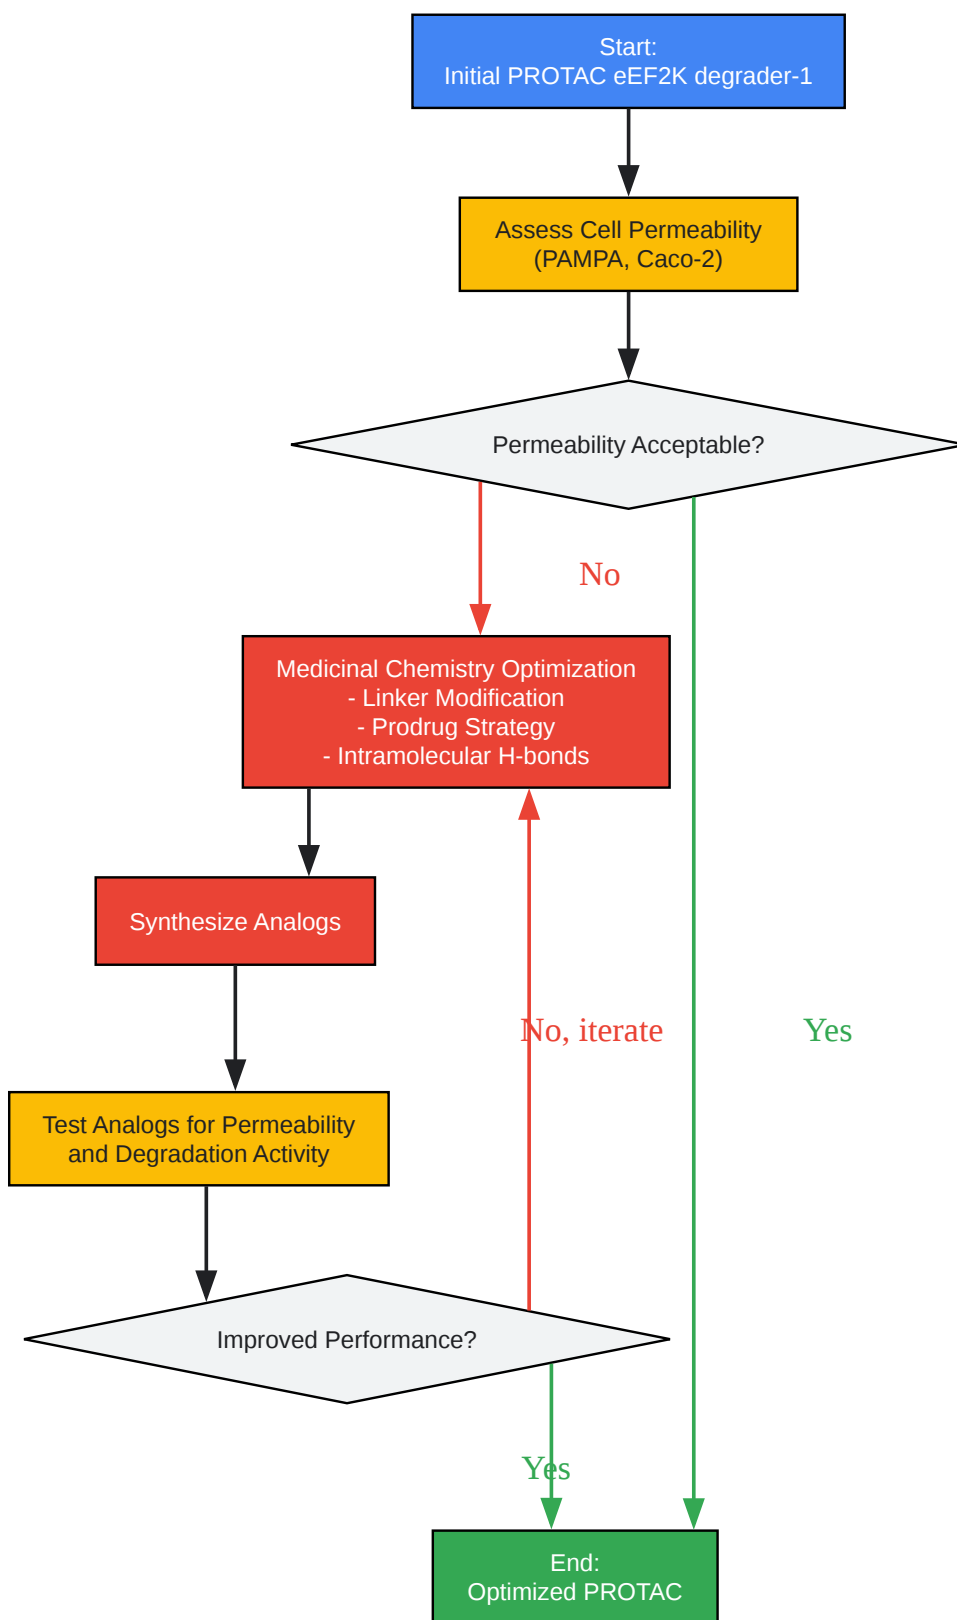 Start:
Initial PROTAC eEF2K degrader-1
Assess Cell Permeability
(PAMPA, Caco-2)
Permeability Acceptable?
No
Medicinal Chemistry Optimization
- Linker Modification
- Prodrug Strategy
- Intramolecular H-bonds
Synthesize Analogs
No, iterate
Yes
Test Analogs for Permeability
and Degradation Activity
Improved Performance?
Yes
End:
Optimized PROTAC